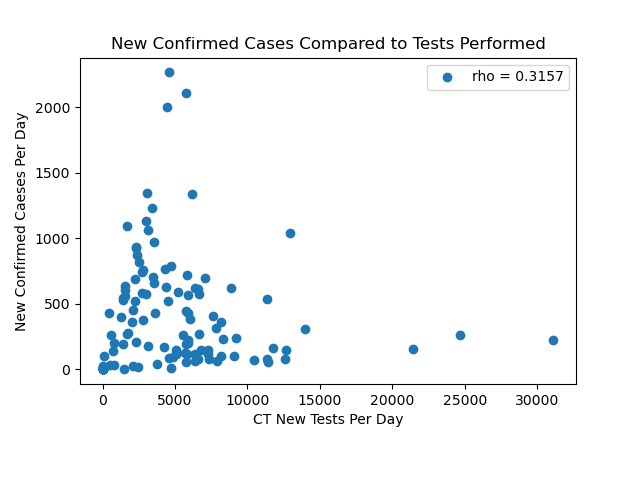 New Confirmed Cases Compared to Tests Performed
rho = 0.3157
New Confirmed Caeses Per Day
2000
1500
1000
500
0
0 5000 10000 15000 20000 25000 30000
CT New Tests Per Day